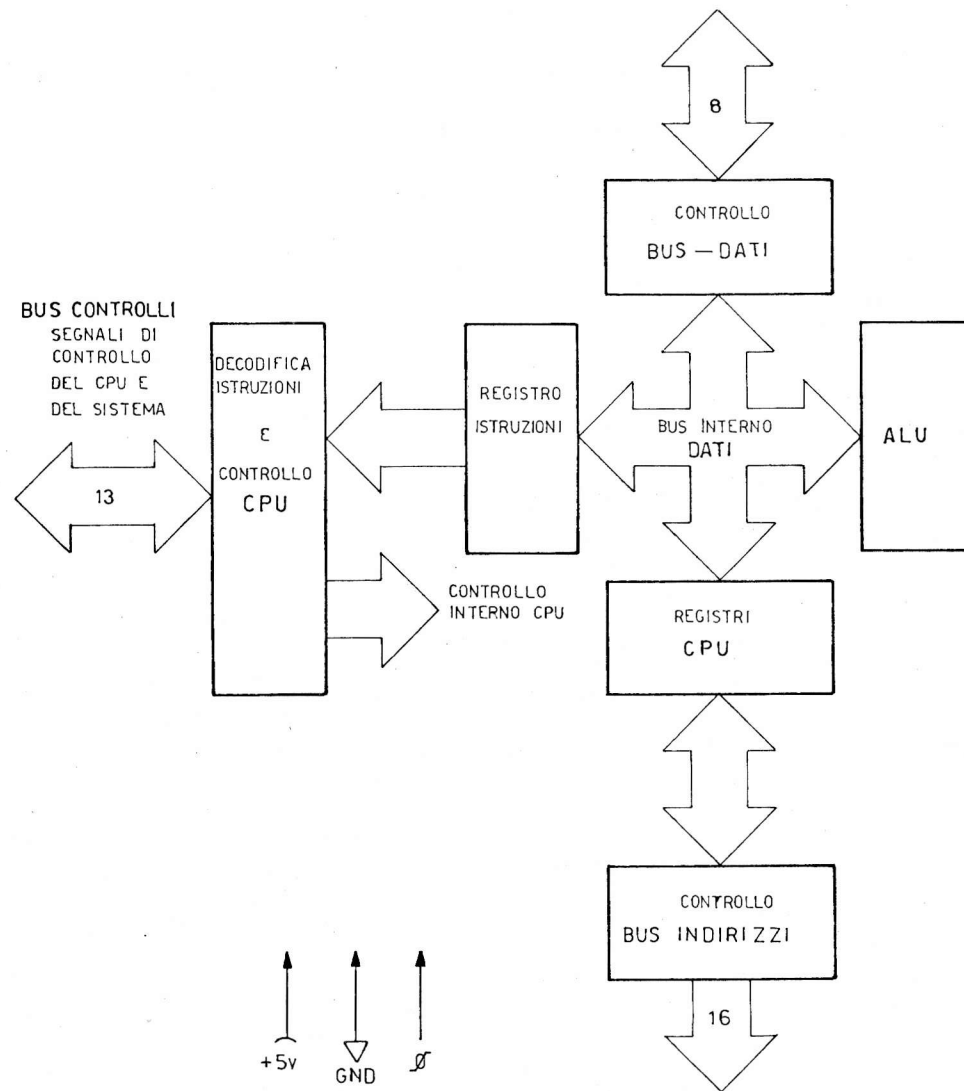 8
CONTROLLO
BUS — DATI
BUS CONTROLLI
SEGNALI DI
CONTROLLO
DEL CPU E
DEL SISTEMA
13
DECODIFICA
ISTRUZIONI
E
CONTROLLO
CPU
REGISTRO
ISTRUZIONI
BUS INTERNO
DATI
ALU
CONTROLLO
INTERNO CPU
REGISTRI
CPU
CONTROLLO
BUS INDIRIZZI
16
+5v
GND
ø